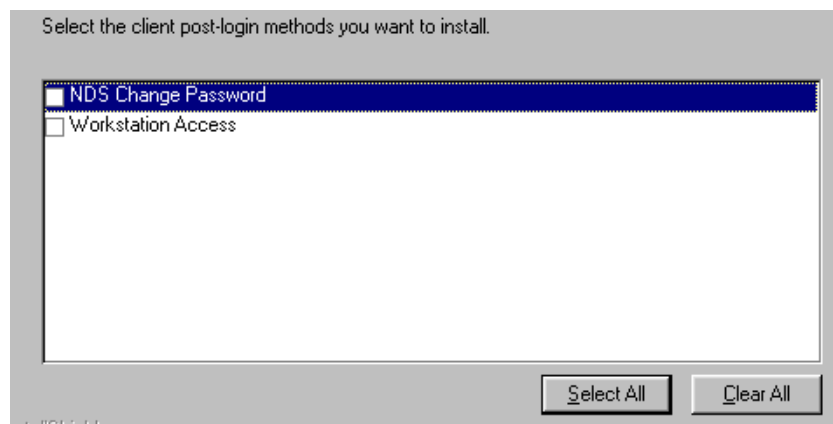 Select the client post-login methods you want to install.
NDS Change Password
Workstation Access
Select All
Clear All